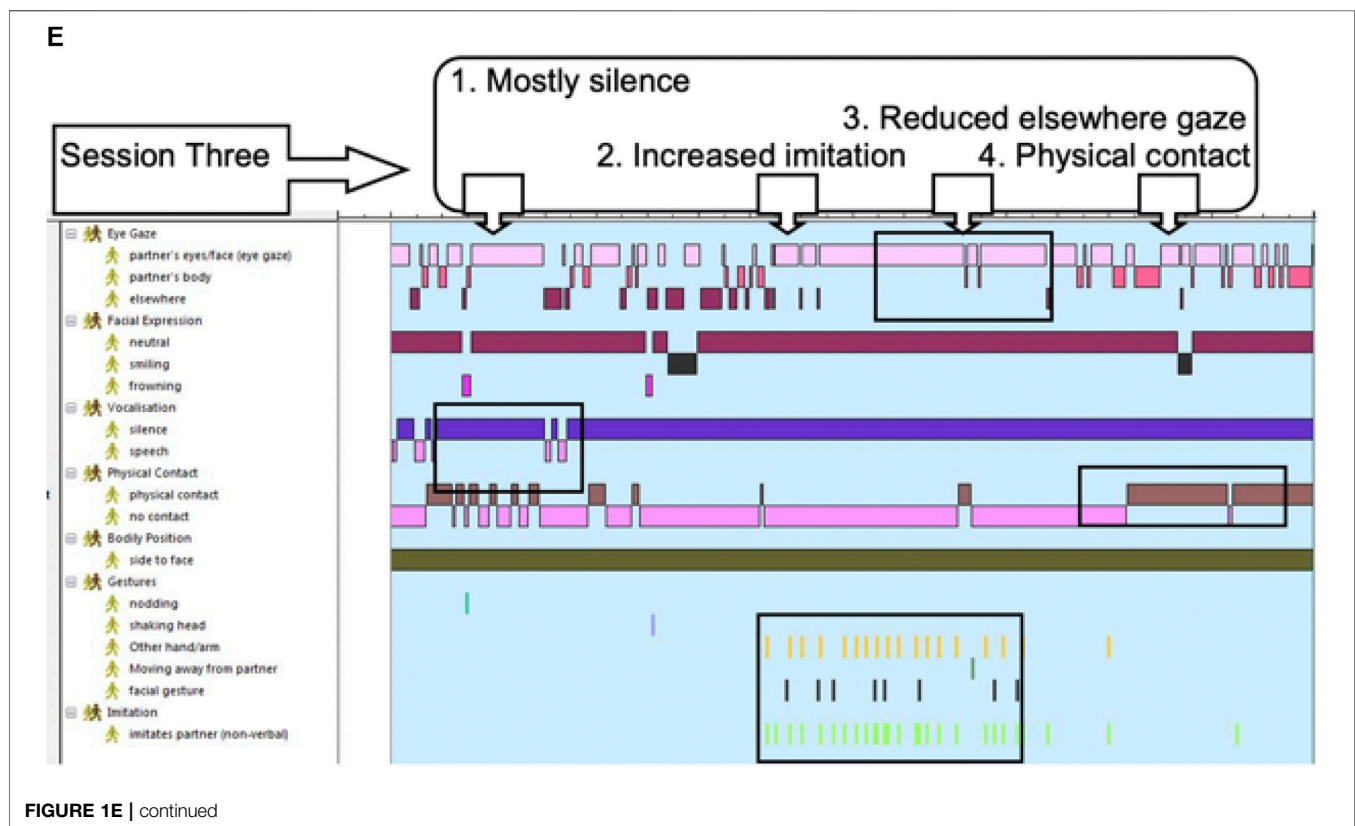 E
1. Mostly silence
3. Reduced elsewhere gaze
Session Three
2. Increased imitation 4. Physical contact
Eye Gaze
partner's eyes/face (eye gaze)
partner's body
elsewhere
Facial Expression
neutral
smiling
frowning
Vocalisation
silence
speech
Physical Contact
t
physical contact
no contact
Bodily Position
side to face
Gestures
nodding
shaking head
Other hand/arm
Moving away from partner
facial gesture
Imitation
imitates partner (non-verbal)
FIGURE 1E | continued